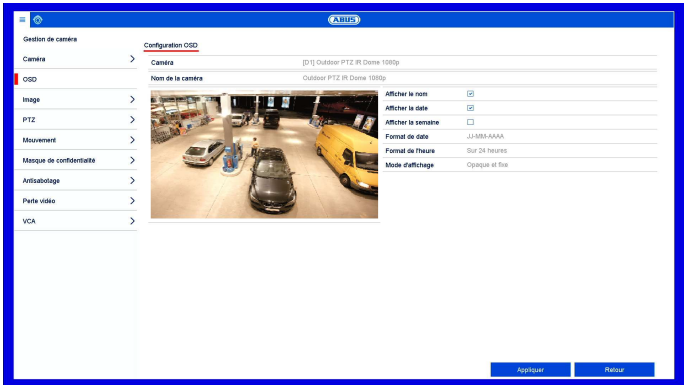 ABUS
Gestion de caméra
Caméra
OSD
Image
PTZ
Mouvement
Masque de confidentialité
Antisabotage
Perte vidéo
VCA
Configuration OSD
Caméra [D1] Outdoor PTZ IR Dome 1080p
Nom de la caméra Outdoor PTZ IR Dome 1080p
Afficher le nom
Afficher la date
Afficher la semaine
Format de date JJ-MM-AAAA
Format de l'heure Sur 24 heures
Mode d'affichage Opaque et fixe
Appliquer Retour